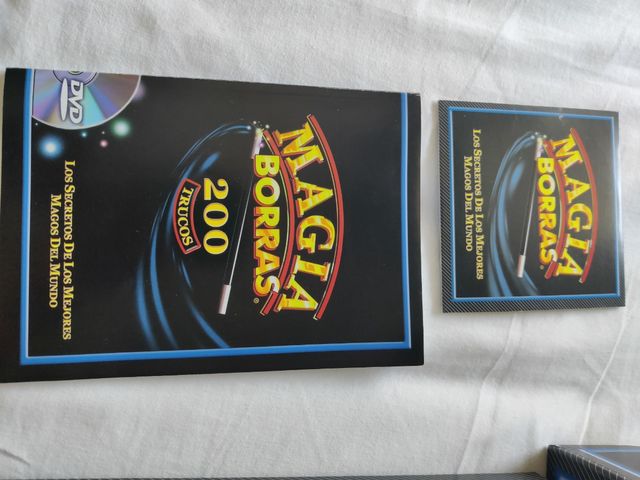 MAGIA
BORRAS®
200
TRUCOS
LOS SECRETOS DE LOS MEJORES
MAGOS DEL MUNDO
DVD
MAGIA
BORRAS®
LOS SECRETOS DE LOS MEJORES
MAGOS DEL MUNDO